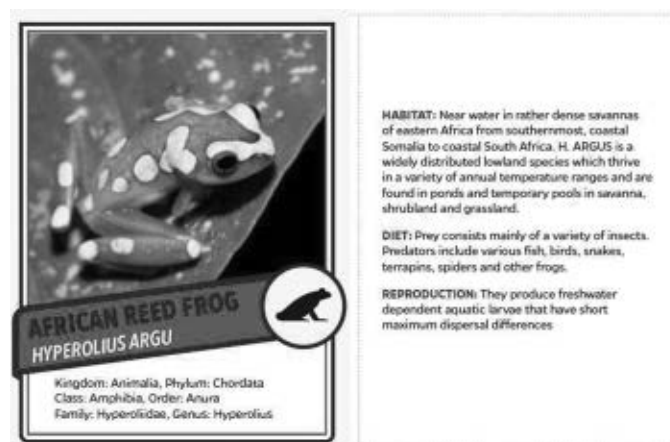 AFRICAN REED FROG
HYPEROLIUS ARGU
Kingdom: Animalia, Phylum: Chordata
Class: Amphibia, Order: Anura
Family: Hyperoliidae, Genus: Hyperolius
HABITAT: Near water in rather dense savannas
of eastern Africa from southernmost, coastal
Somalia to coastal South Africa. H. ARGUS is a
widely distributed lowland species which thrive
in a variety of annual temperature ranges and are
found in ponds and temporary pools in savanna,
shrubland and grassland.
DIET: Prey consists mainly of a variety of insects.
Predators include various fish, birds, snakes,
terrapins, spiders and other frogs.
REPRODUCTION: They produce freshwater
dependent aquatic larvae that have short
maximum dispersal differences